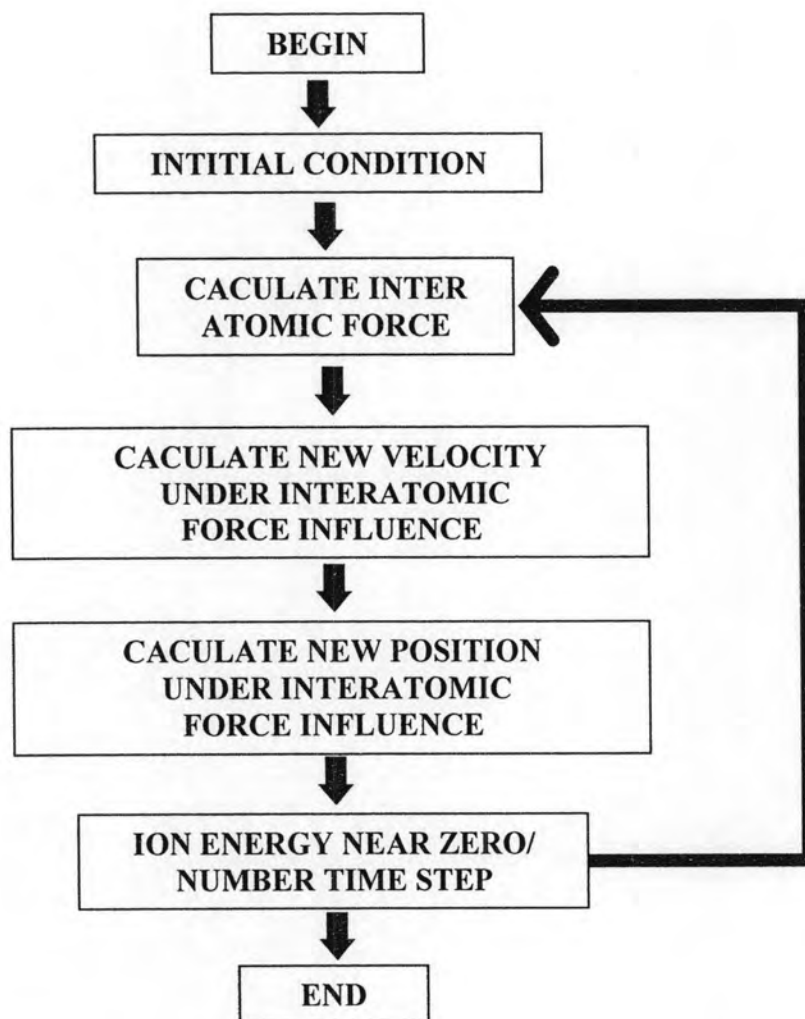 BEGIN
INTITIAL CONDITION
CACULATE INTER
ATOMIC FORCE
CACULATE NEW VELOCITY
UNDER INTERATOMIC
FORCE INFLUENCE
CACULATE NEW POSITION
UNDER INTERATOMIC
FORCE INFLUENCE
ION ENERGY NEAR ZERO/
NUMBER TIME STEP
END